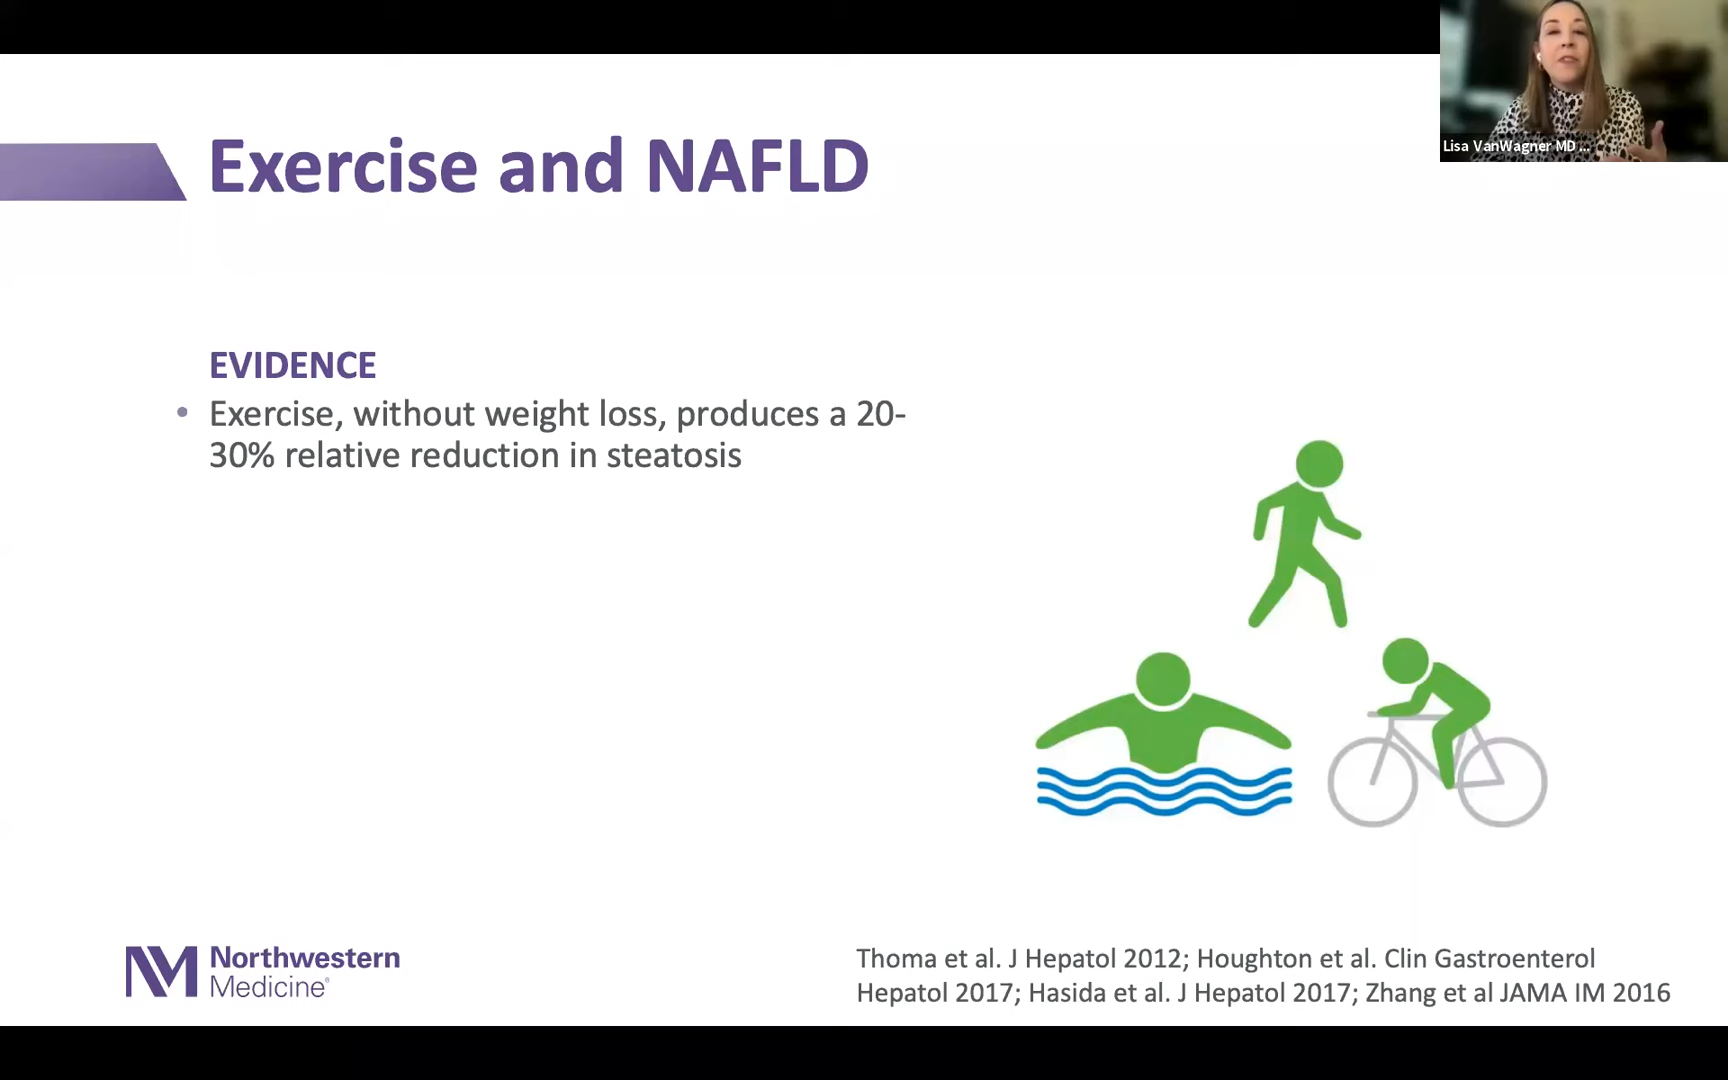 Lisa VanWagner MD ...
Exercise and NAFLD
EVIDENCE
• Exercise, without weight loss, produces a 20-
30% relative reduction in steatosis
NM Northwestern
Medicine®
Thoma et al. J Hepatol 2012; Houghton et al. Clin Gastroenterol
Hepatol 2017; Hasida et al. J Hepatol 2017; Zhang et al JAMA IM 2016